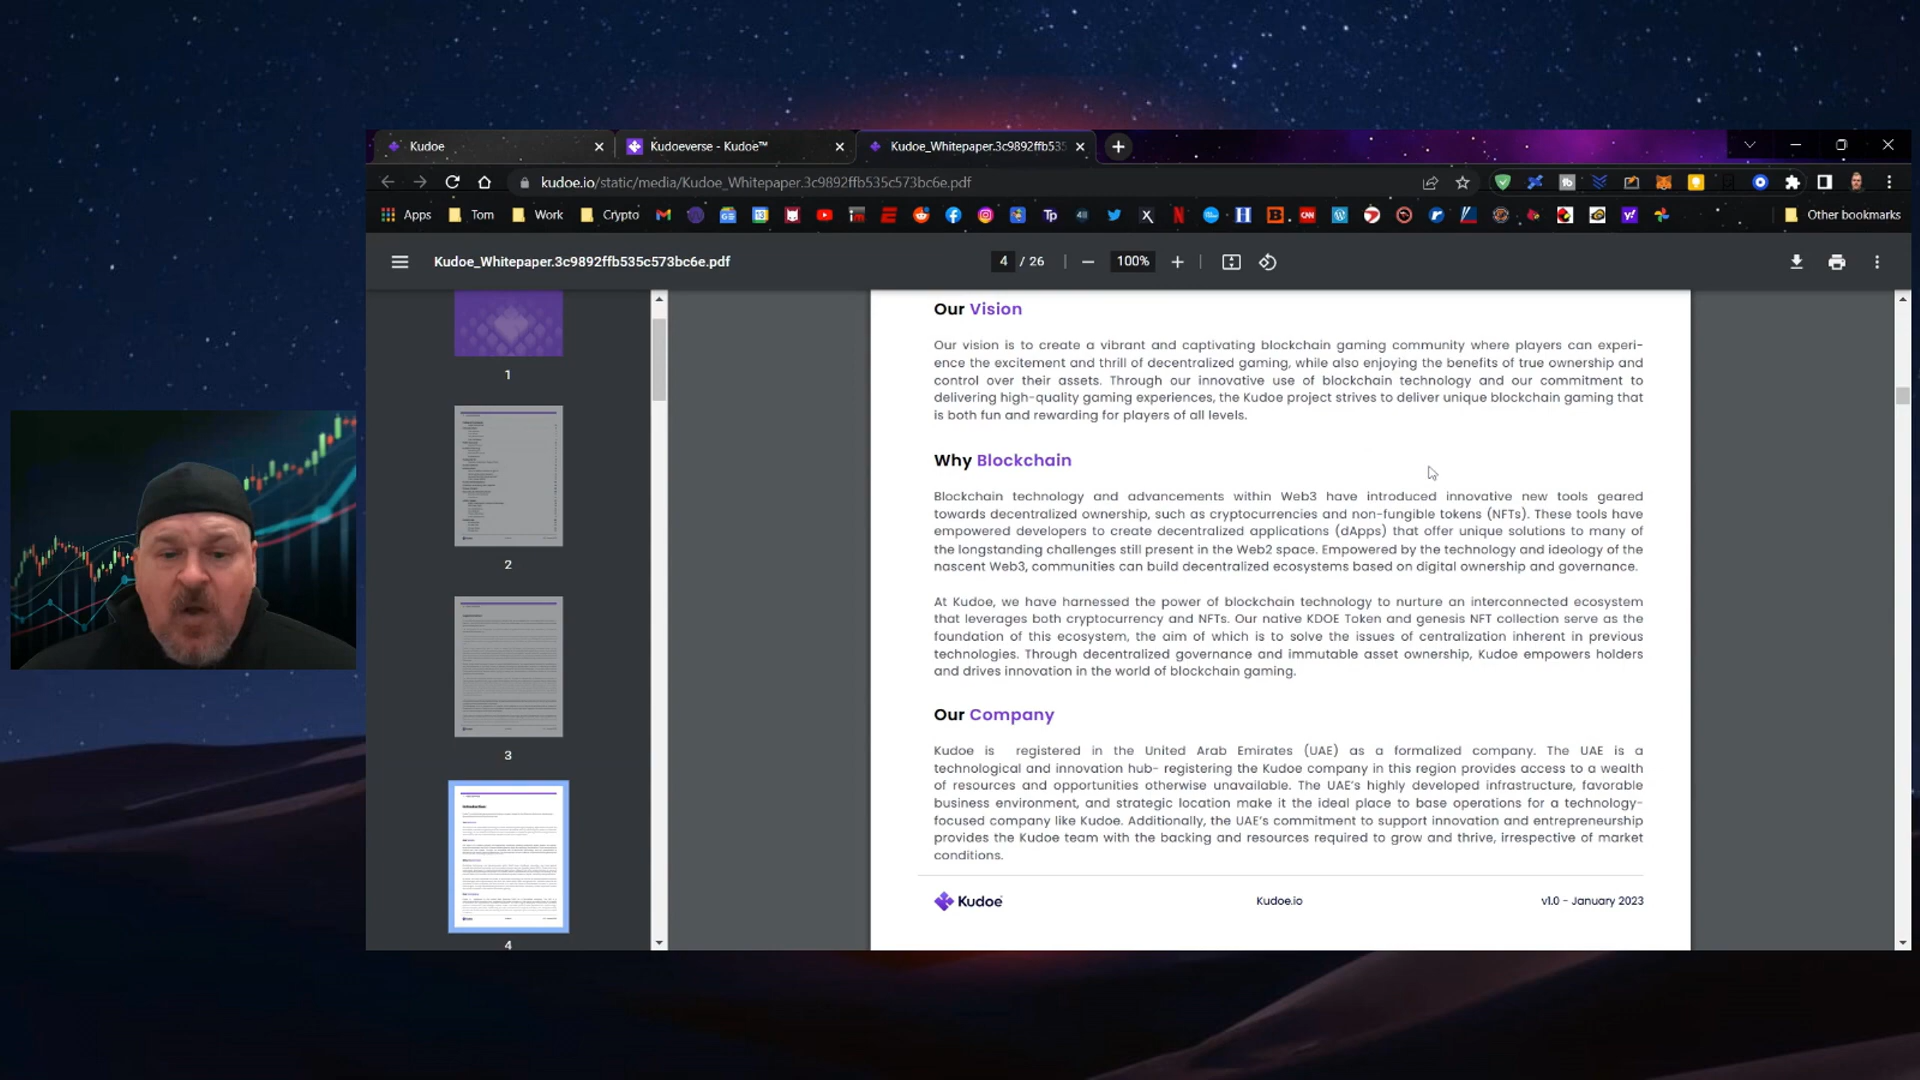 Kudoe
Kudoeverse - Kudoe™
Kudoe_Whitepaper.3c9892ffb535
kudoe.io/static/media/Kudoe_Whitepaper.3c9892ffb535c573bc6e.pdf
Apps
Tom
Work
Crypto
Other bookmarks
Kudoe_Whitepaper.3c9892ffb535c573bc6e.pdf
4 / 26
100%
1
2
3
4
Our Vision
Our vision is to create a vibrant and captivating blockchain gaming community where players can experi-
ence the excitement and thrill of decentralized gaming, while also enjoying the benefits of true ownership and
control over their assets. Through our innovative use of blockchain technology and our commitment to
delivering high-quality gaming experiences, the Kudoe project strives to deliver unique blockchain gaming that
is both fun and rewarding for players of all levels.
Why Blockchain
Blockchain technology and advancements within Web3 have introduced innovative new tools geared
towards decentralized ownership, such as cryptocurrencies and non-fungible tokens (NFTs). These tools have
empowered developers to create decentralized applications (dApps) that offer unique solutions to many of
the longstanding challenges still present in the Web2 space. Empowered by the technology and ideology of the
nascent Web3, communities can build decentralized ecosystems based on digital ownership and governance.
At Kudoe, we have harnessed the power of blockchain technology to nurture an interconnected ecosystem
that leverages both cryptocurrency and NFTs. Our native KDOE Token and genesis NFT collection serve as the
foundation of this ecosystem, the aim of which is to solve the issues of centralization inherent in previous
technologies. Through decentralized governance and immutable asset ownership, Kudoe empowers holders
and drives innovation in the world of blockchain gaming.
Our Company
Kudoe is registered in the United Arab Emirates (UAE) as a formalized company. The UAE is a
technological and innovation hub- registering the Kudoe company in this region provides access to a wealth
of resources and opportunities otherwise unavailable. The UAE's highly developed infrastructure, favorable
business environment, and strategic location make it the ideal place to base operations for a technology-
focused company like Kudoe. Additionally, the UAE's commitment to support innovation and entrepreneurship
provides the Kudoe team with the backing and resources required to grow and thrive, irrespective of market
conditions.
Kudoe
Kudoe.io
v1.0 - January 2023